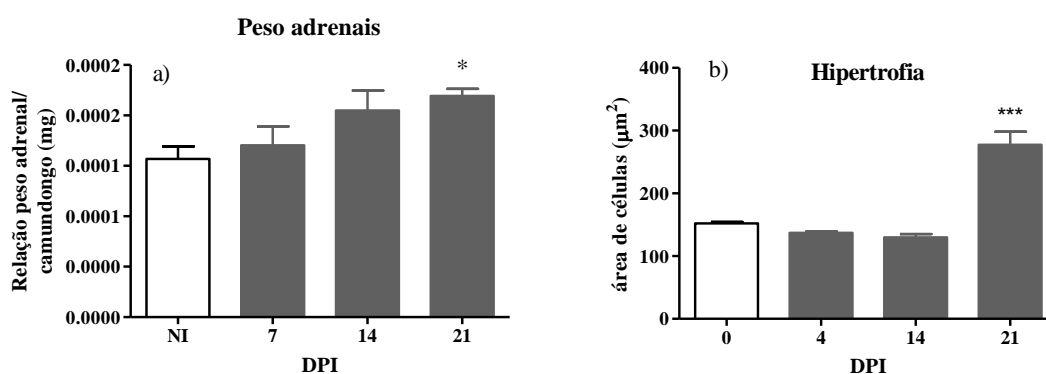 Peso adrenais
a)
*
0.0002
0.0002
0.0001
0.0001
0.0000
0.0000
Relação peso adrenal/
camundongo (mg)
NI 7 14 21
DPI
b)
Hipertrofia
***
400
300
200
100
0
área de células (μm²)
0 4 14 21
DPI